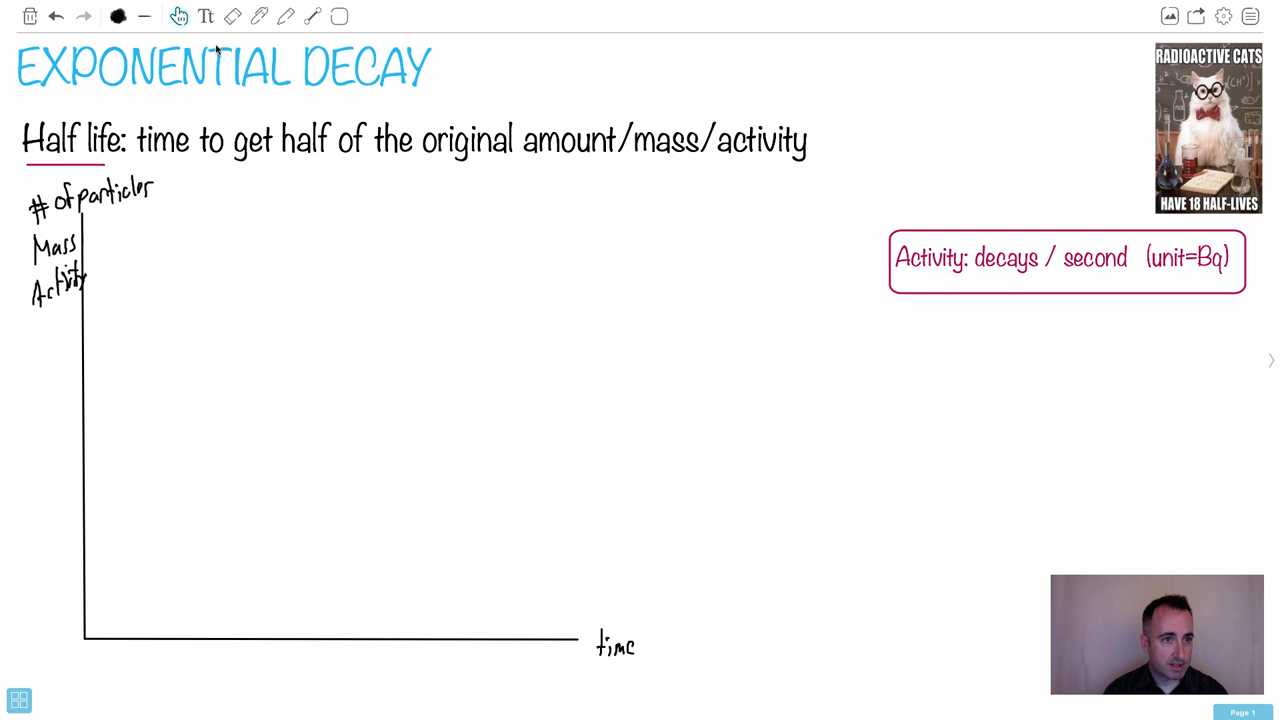 Tt
EXPONENTIAL DECAY
RADIOACTIVE CATS
HAVE 18 HALF-LIVES
Half life: time to get half of the original amount/mass/activity
# of particles
Mass
Activity
Activity: decays / second (unit=Bq)
time
Page 1